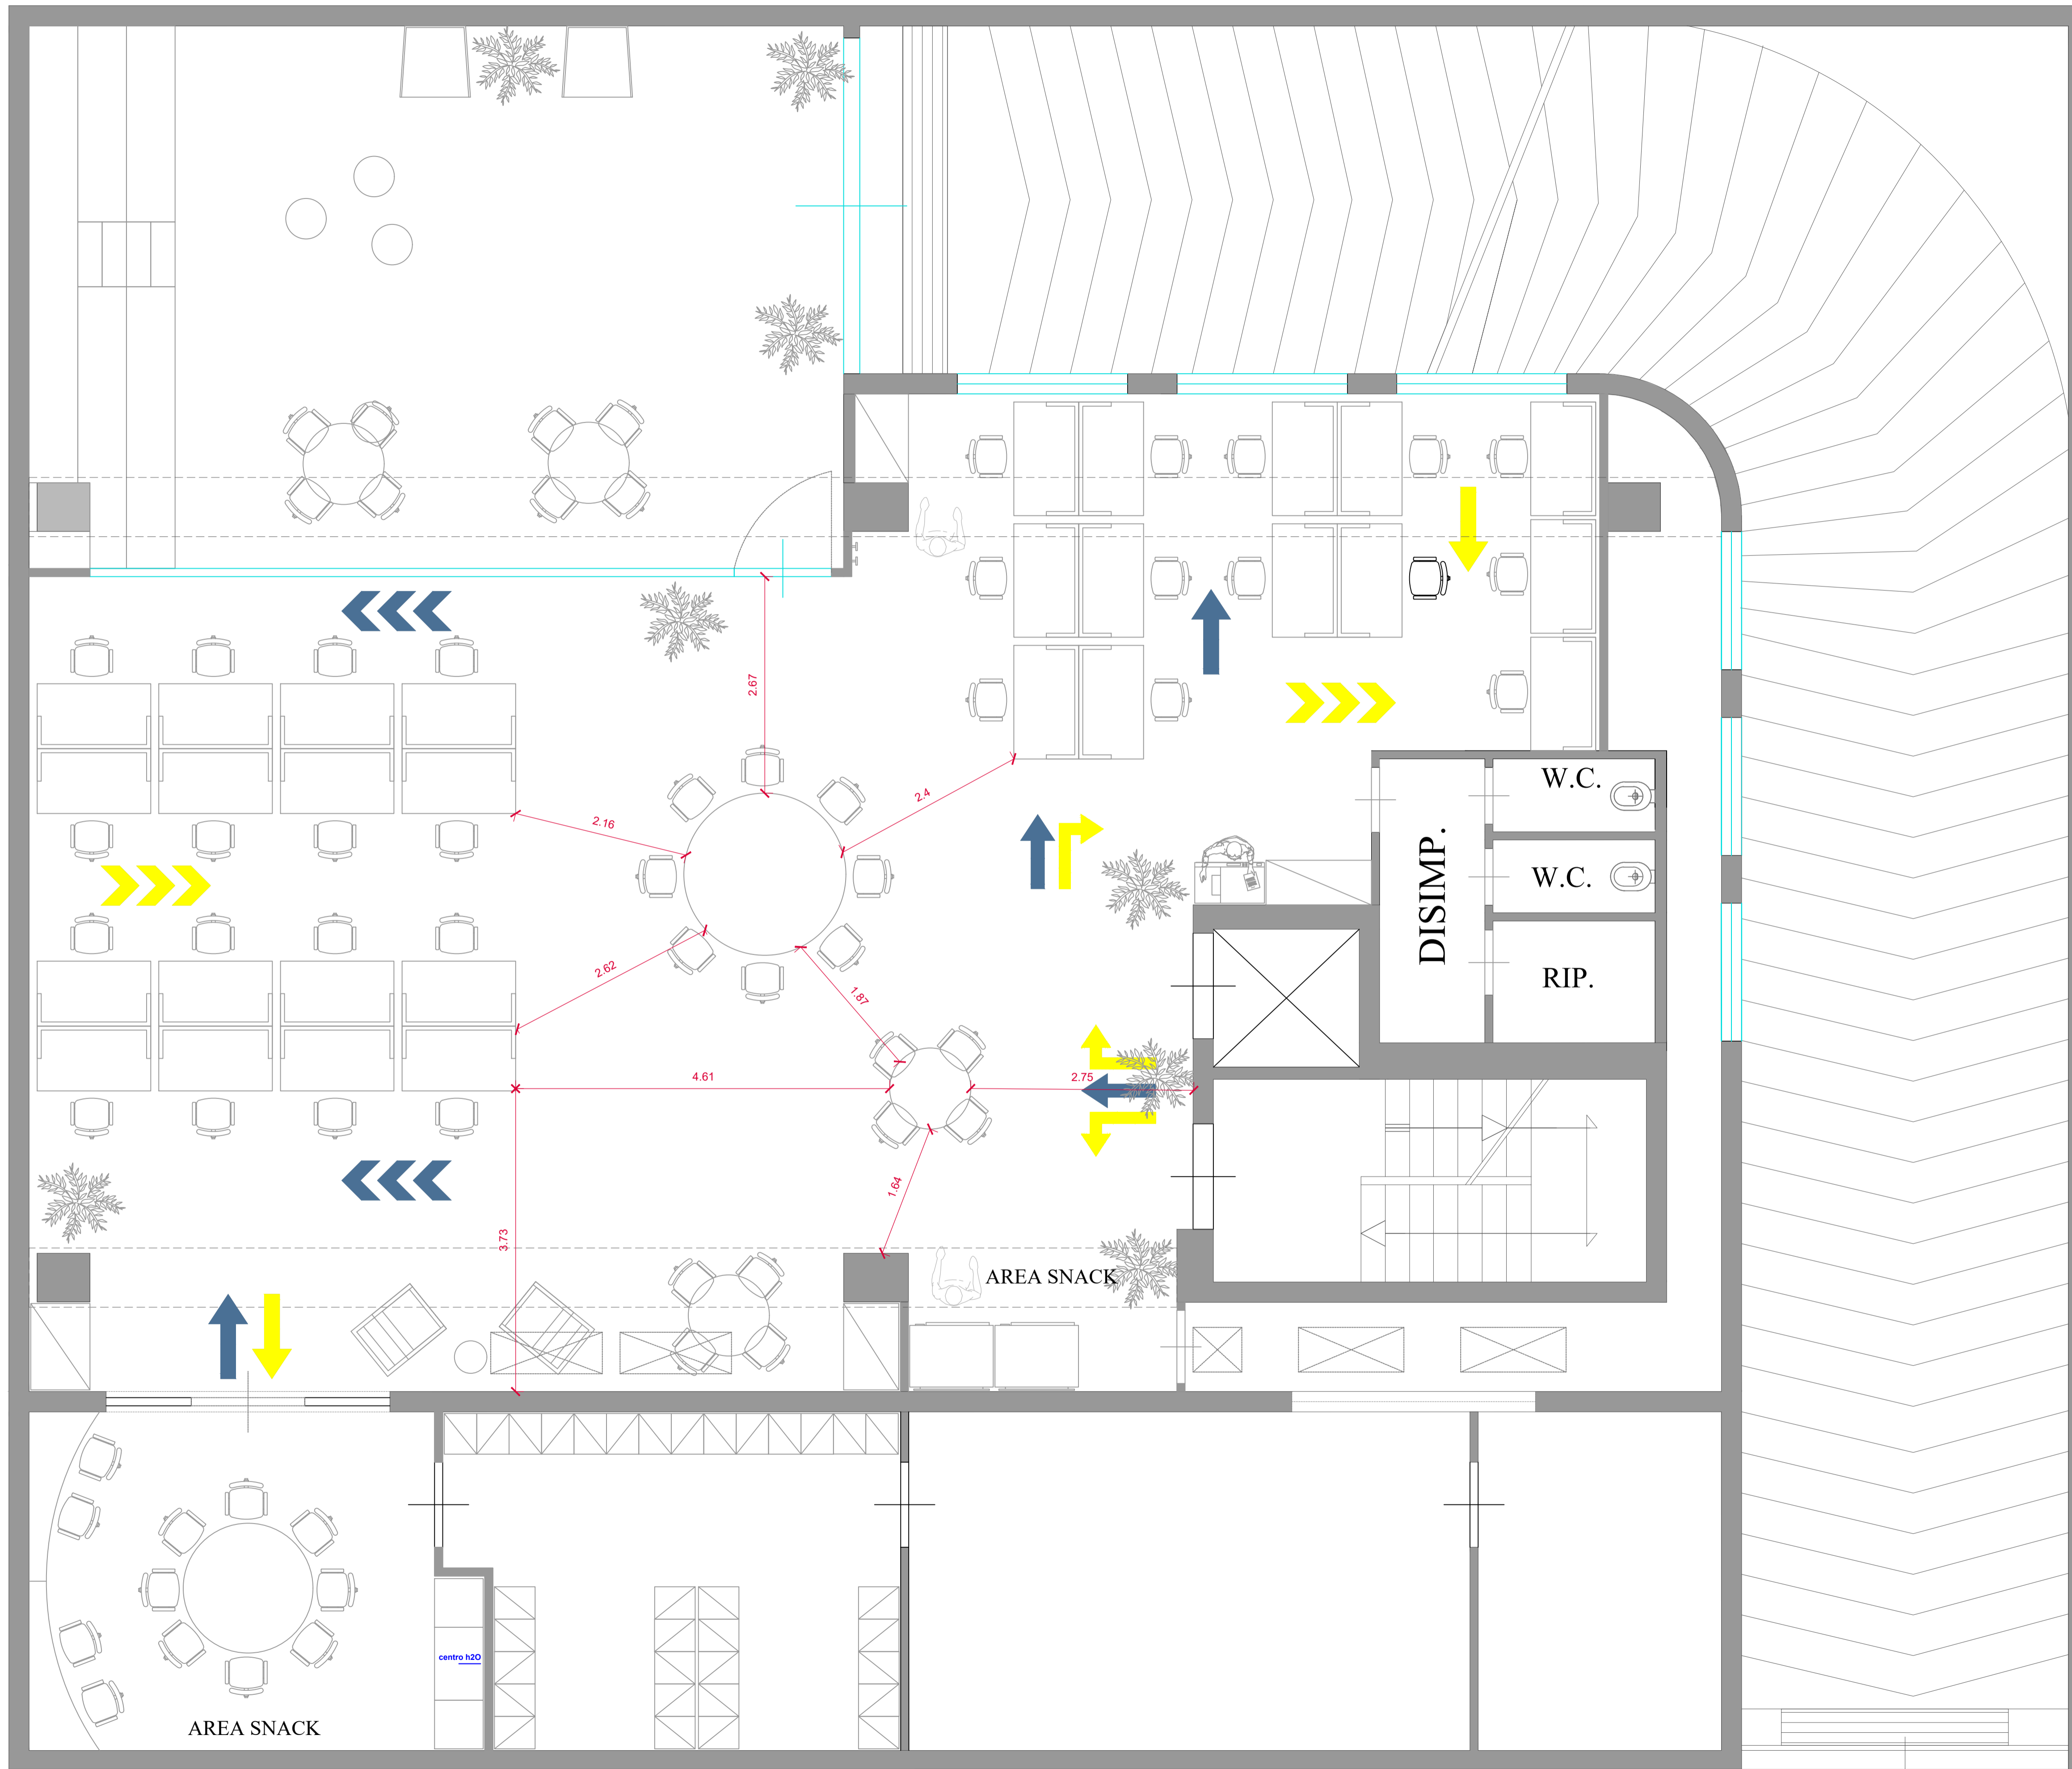 2.67
W.C.
2.4
2.16
DISIMP.
W.C.
2.62
RIP.
1.87
4.61
2.75
1.64
3.73
AREA SNACK
centro h2O
AREA SNACK